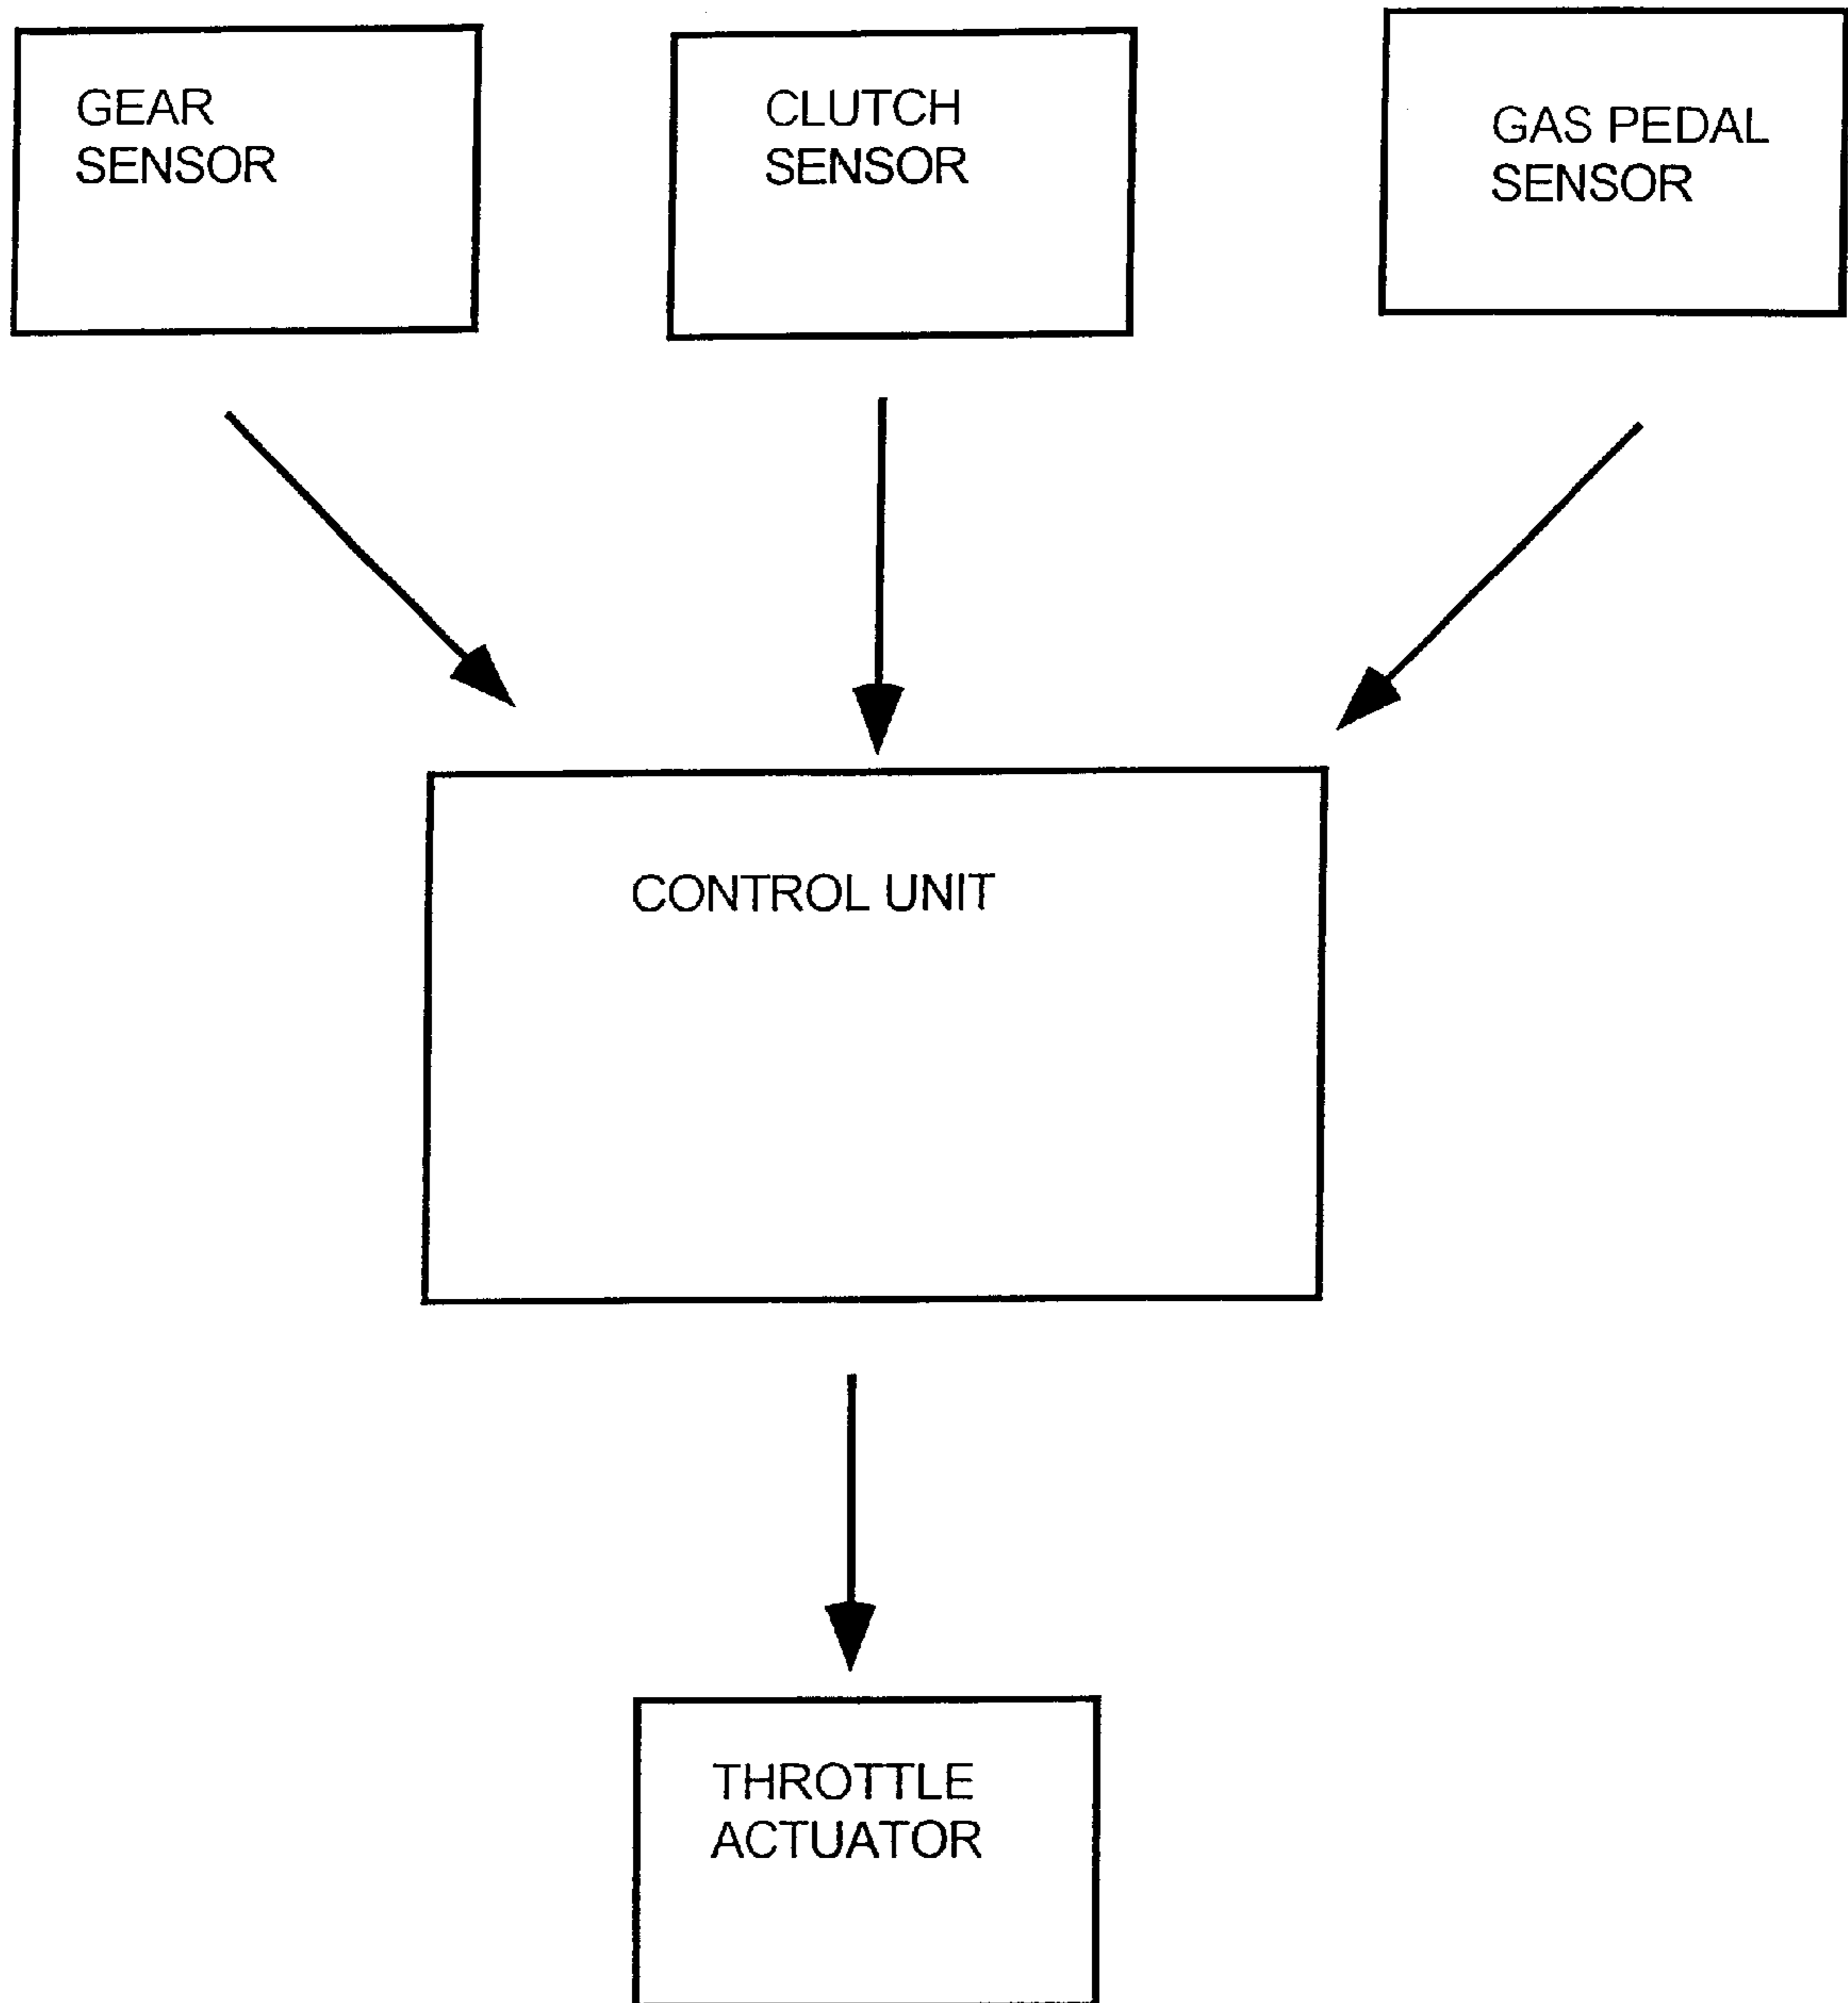 GEAR
SENSOR
CLUTCH
SENSOR
GAS PEDAL
SENSOR
CONTROL UNIT
THROTTLE
ACTUATOR